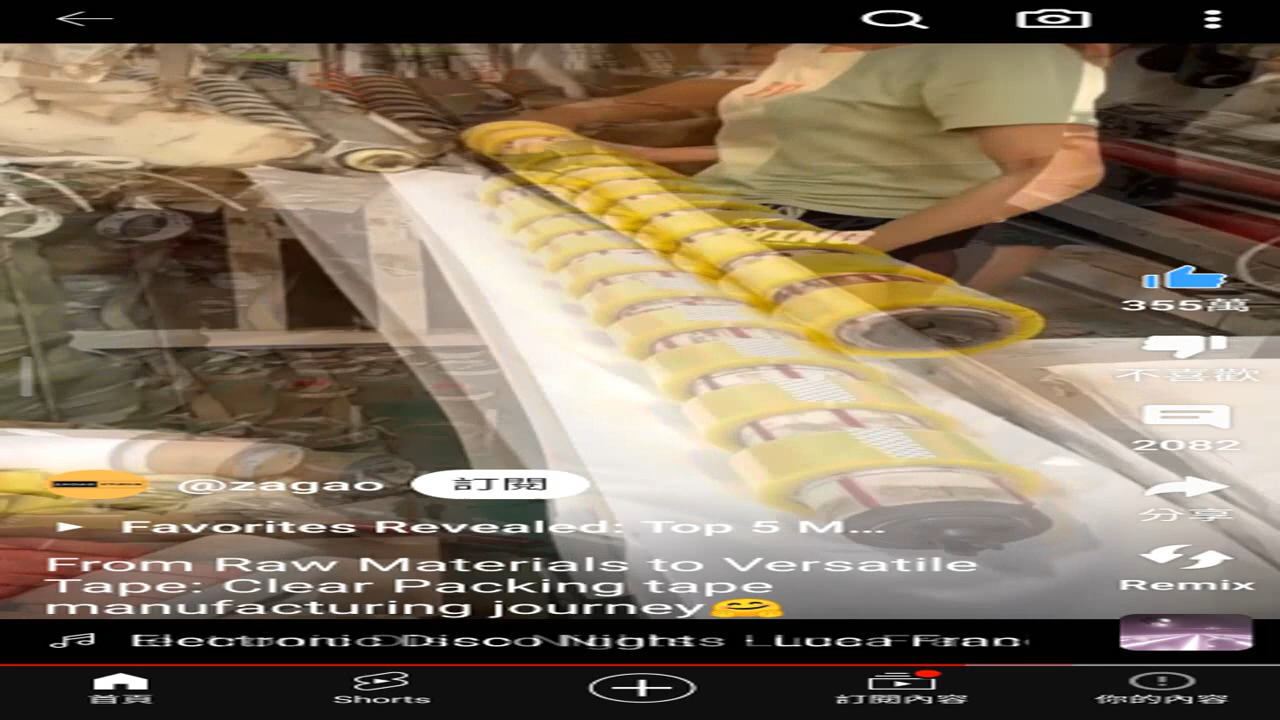 355萬
不喜歡
2082
分享
Remix
@zagao
訂閱
Favorites Revealed: Top 5 M...
From Raw Materials to Versatile
Tape: Clear Packing tape
manufacturing journey🤗
Electronic Disco Nights Luca Fran
首頁
Shorts
訂閱內容
你的內容